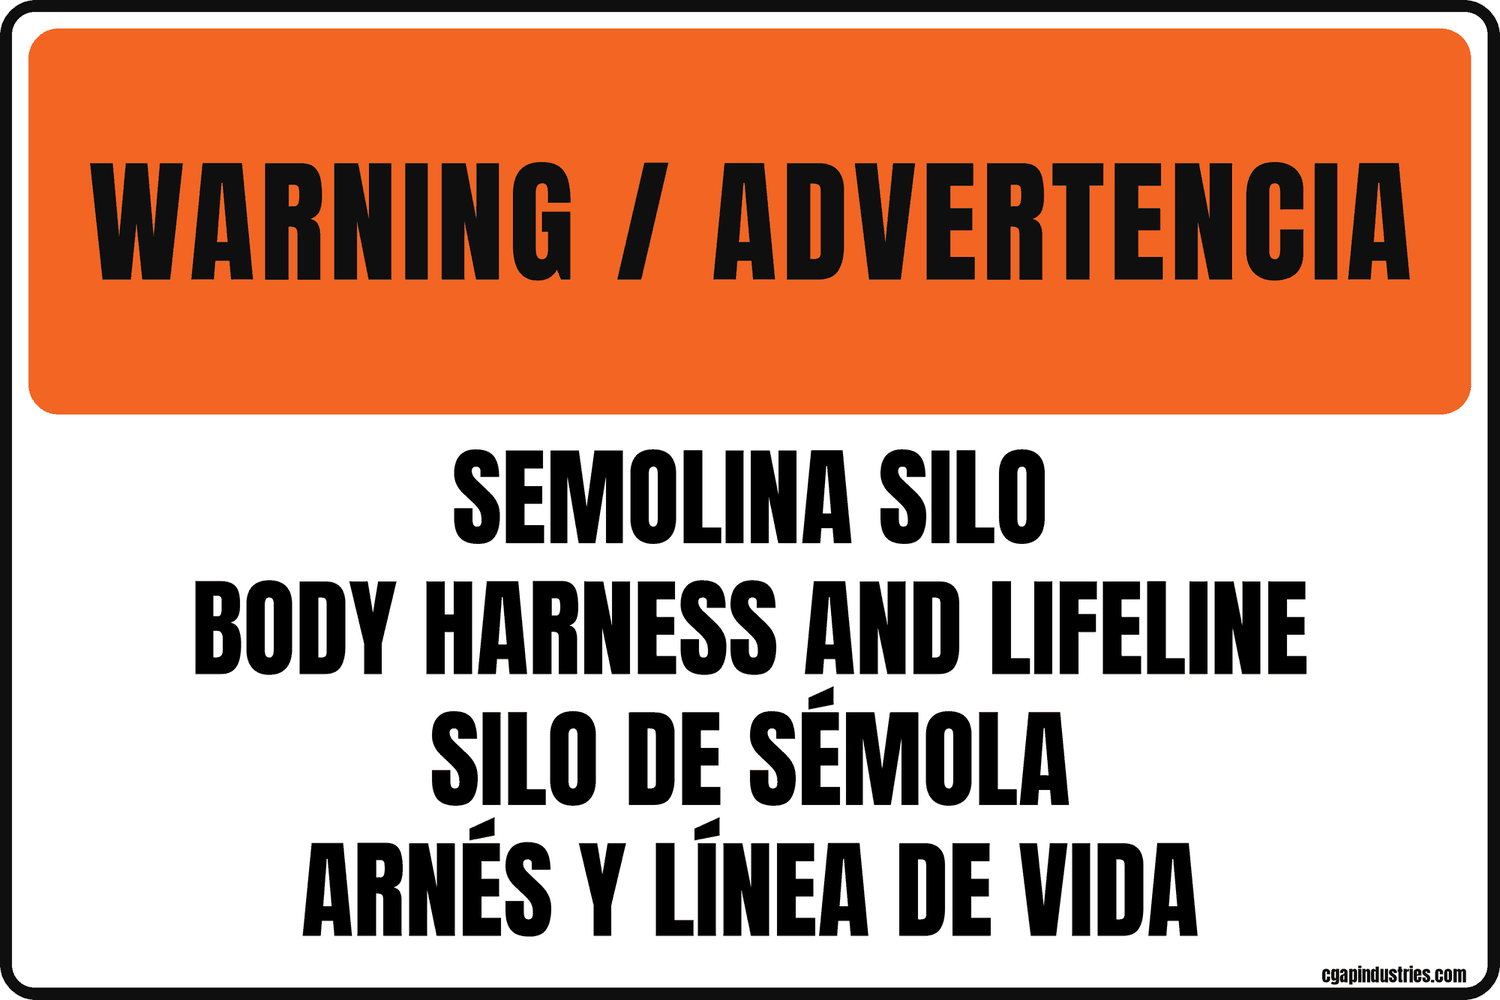 WARNING / ADVERTENCIA
SEMOLINA SILO
BODY HARNESS AND LIFELINE
SILO DE SÉMOLA
ARNÉS Y LÍNEA DE VIDA
cgapindustries.com